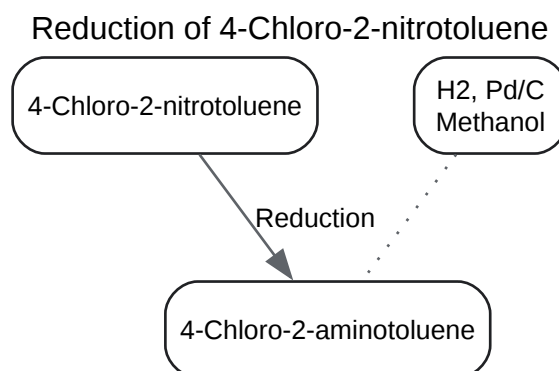 Reduction of 4-Chloro-2-nitrotoluene
4-Chloro-2-nitrotoluene
H2, Pd/C
Methanol
Reduction
4-Chloro-2-aminotoluene